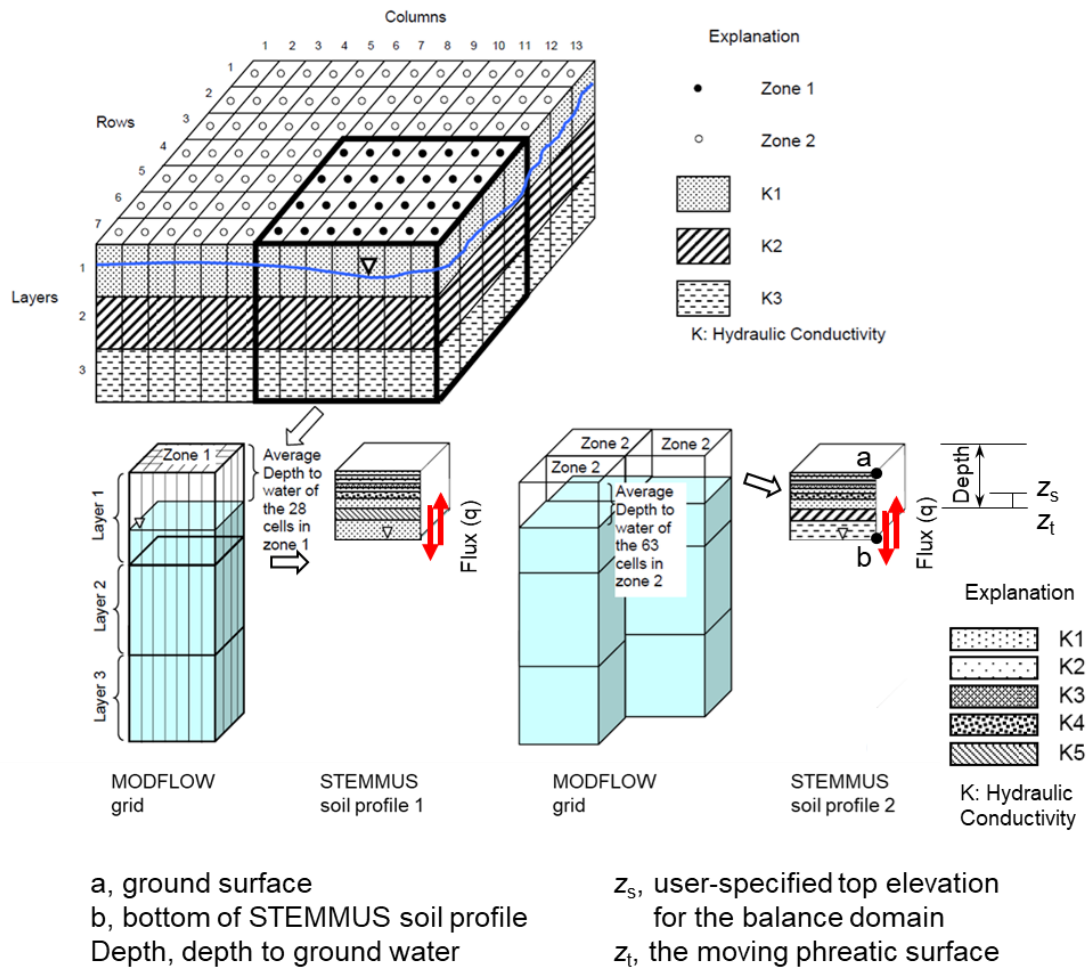 Columns
1 2 3 4 5 6 7 8 9 10 11 12 13
Rows
1
2
3
4
5
6
7
Layers
1
2
3
Explanation
Zone 1
Zone 2
K1
K2
K3
K: Hydraulic Conductivity
Zone 1
Average
Depth to
water of
the 28
cells in
zone 1
Layer 1
Layer 2
Layer 3
Flux (q)
Zone 2
Zone 2
Zone 2
Average
Depth to
water of
the 63
cells in
zone 2
a
b
Depth
zs
zt
Flux (q)
Explanation
K1
K2
K3
K4
K5
K: Hydraulic
Conductivity
MODFLOW
grid
STEMMUS
soil profile 1
MODFLOW
grid
STEMMUS
soil profile 2
a, ground surface
b, bottom of STEMMUS soil profile
Depth, depth to ground water
zs, user-specified top elevation
for the balance domain
zt, the moving phreatic surface